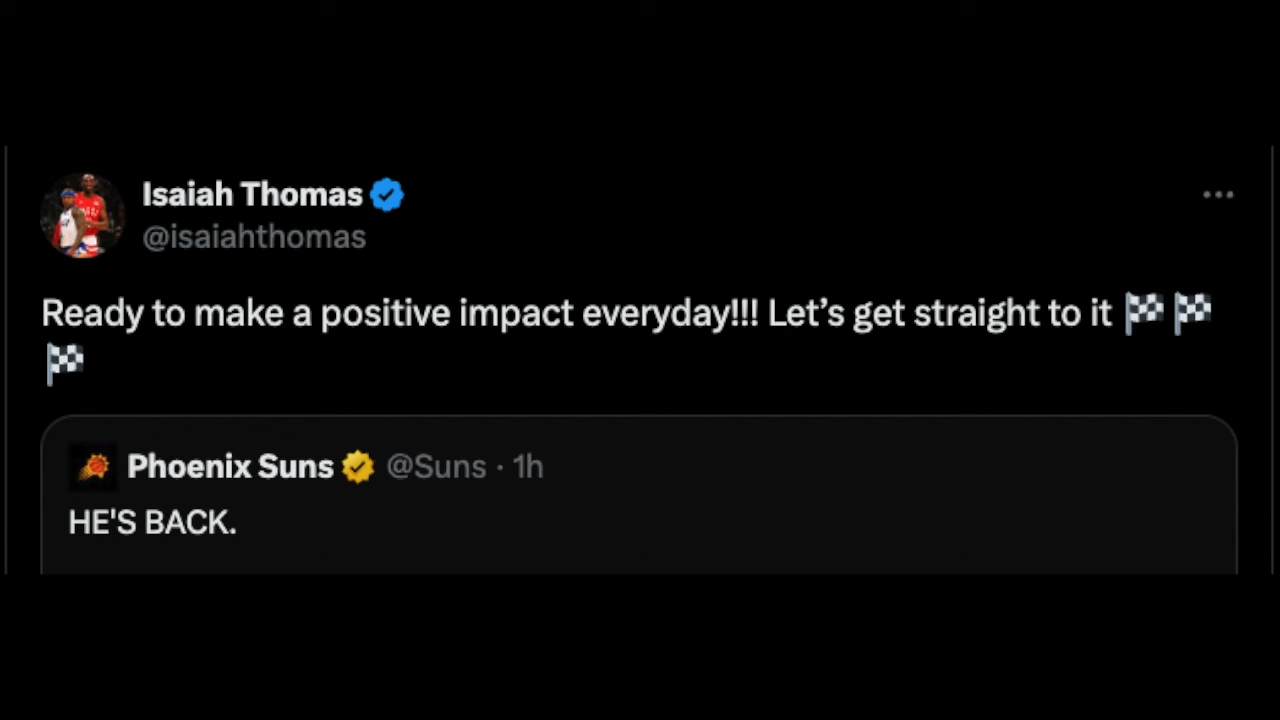 Isaiah Thomas
@isaiahthomas
Ready to make a positive impact everyday!!! Let’s get straight to it 🏁 🏁
🏁
Phoenix Suns @Suns · 1h
HE'S BACK.